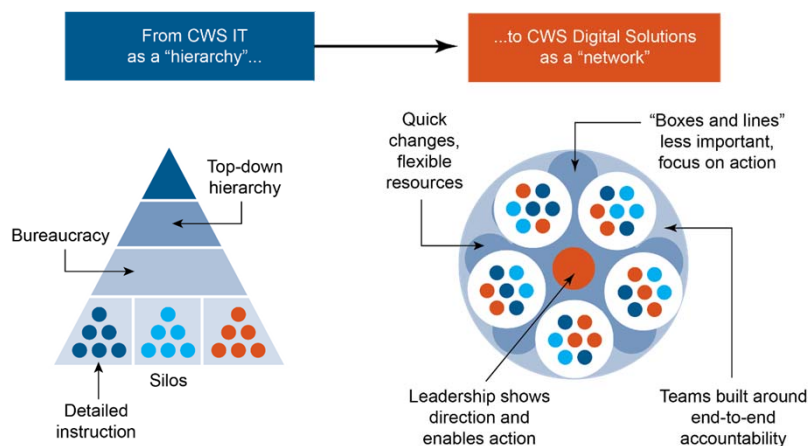 From CWS IT
as a “hierarchy”...
...to CWS Digital Solutions
as a “network”
Top-down
hierarchy
Bureaucracy
Silos
Detailed
instruction
Quick
changes,
flexible
resources
“Boxes and lines”
less important,
focus on action
Leadership shows
direction and
enables action
Teams built around
end-to-end
accountability